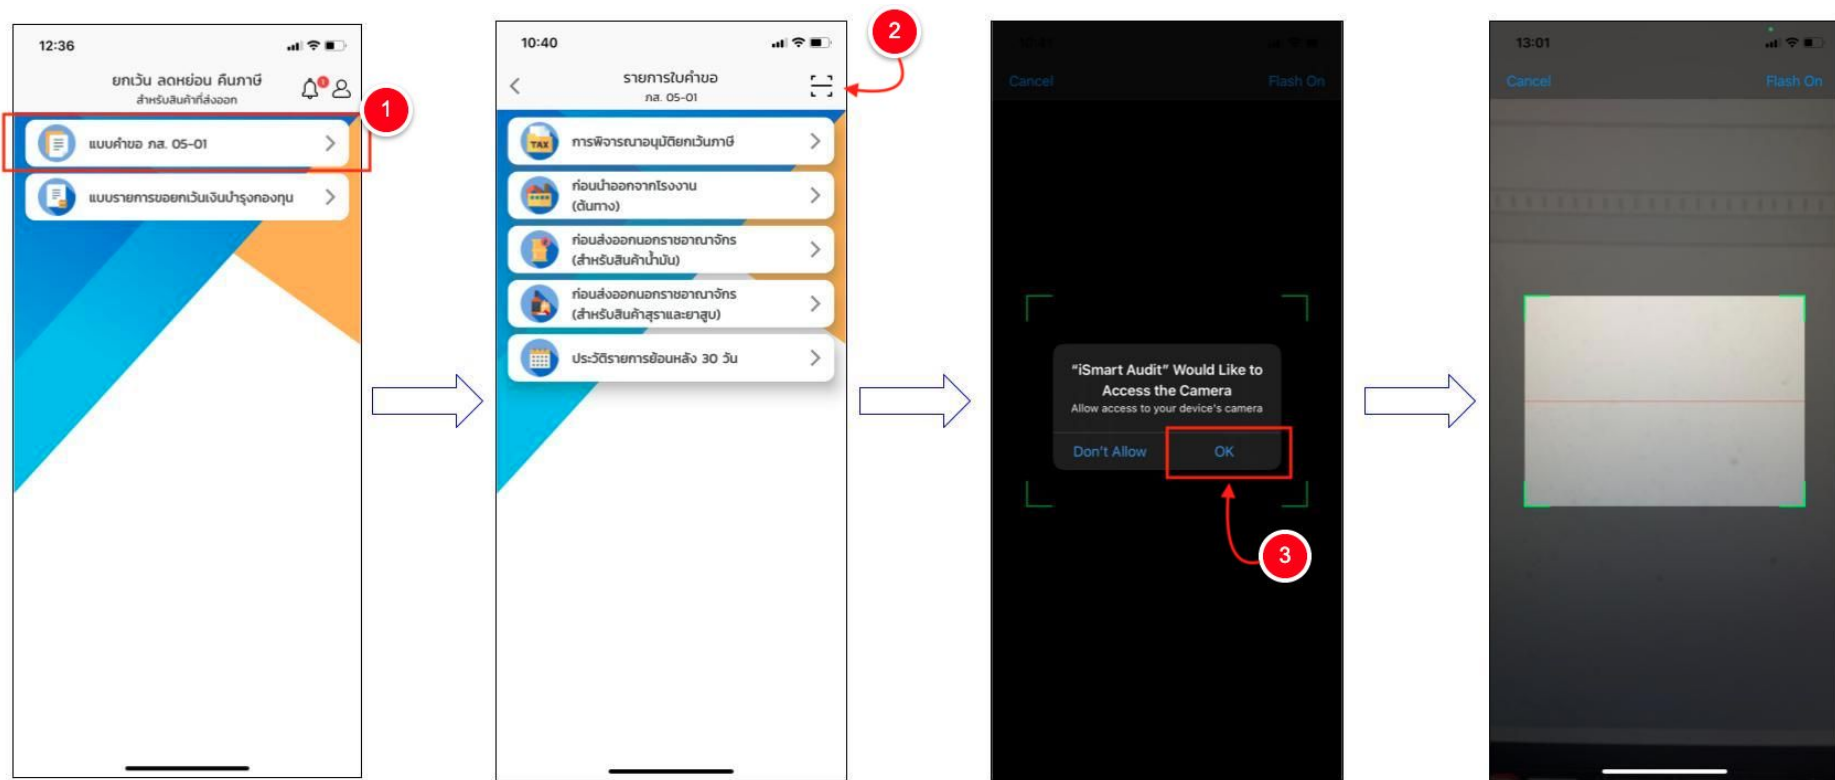 12:36
ยกเว้น ลดหย่อน คืนภาษี
สำหรับสินค้าที่ส่งออก
1
แบบคำขอ ภส. 05-01
แบบรายการขอยกเว้นเงินบำรุงกองทุน
10:40
2
รายการใบคำขอ
ภส. 05-01
TAX
การพิจารณาอนุมัติยกเว้นภาษี
ก่อนนำออกจากโรงงาน
(ต้นทาง)
ก่อนส่งออกนอกราชอาณาจักร
(สำหรับสินค้าน้ำมัน)
ก่อนส่งออกนอกราชอาณาจักร
(สำหรับสินค้าสุราและยาสูบ)
ประวัติรายการย้อนหลัง 30 วัน
Cancel
Flash On
"iSmart Audit" Would Like to
Access the Camera
Allow access to your device's camera
Don't Allow
OK
3
13:01
Cancel
Flash On